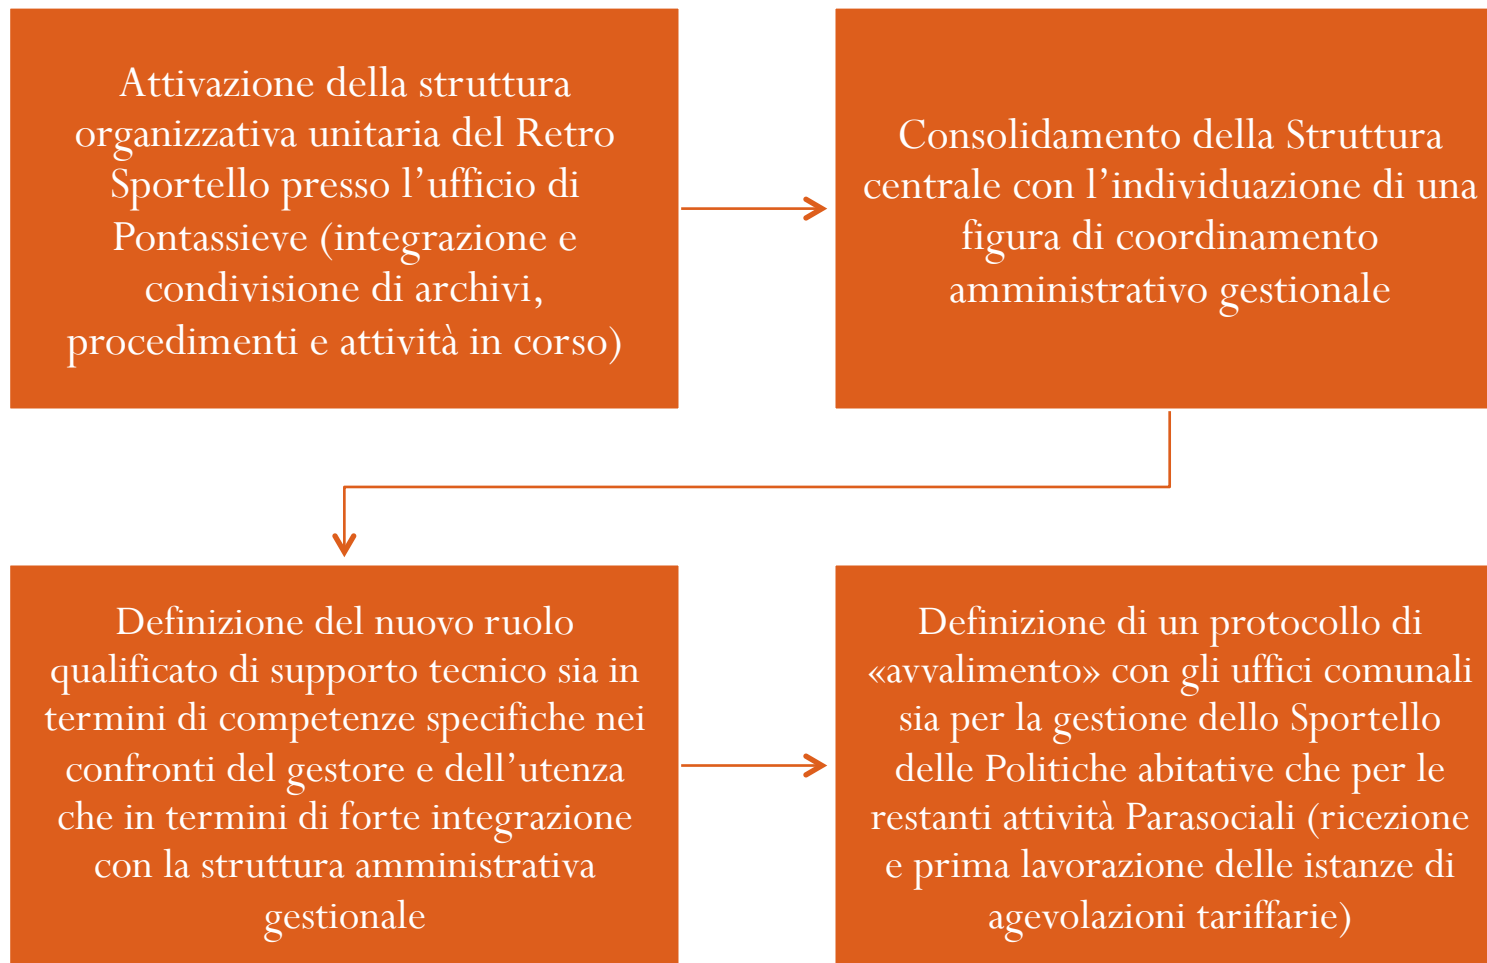 Attivazione della struttura
organizzativa unitaria del Retro
Sportello presso l’ufficio di
Pontassieve (integrazione e
condivisione di archivi,
procedimenti e attività in corso)
Consolidamento della Struttura
centrale con l’individuazione di una
figura di coordinamento
amministrativo gestionale
Definizione del nuovo ruolo
qualificato di supporto tecnico sia in
termini di competenze specifiche nei
confronti del gestore e dell’utenza
che in termini di forte integrazione
con la struttura amministrativa
gestionale
Definizione di un protocollo di
«avvalimento» con gli uffici comunali
sia per la gestione dello Sportello
delle Politiche abitative che per le
restanti attività Parasociali (ricezione
e prima lavorazione delle istanze di
agevolazioni tariffarie)